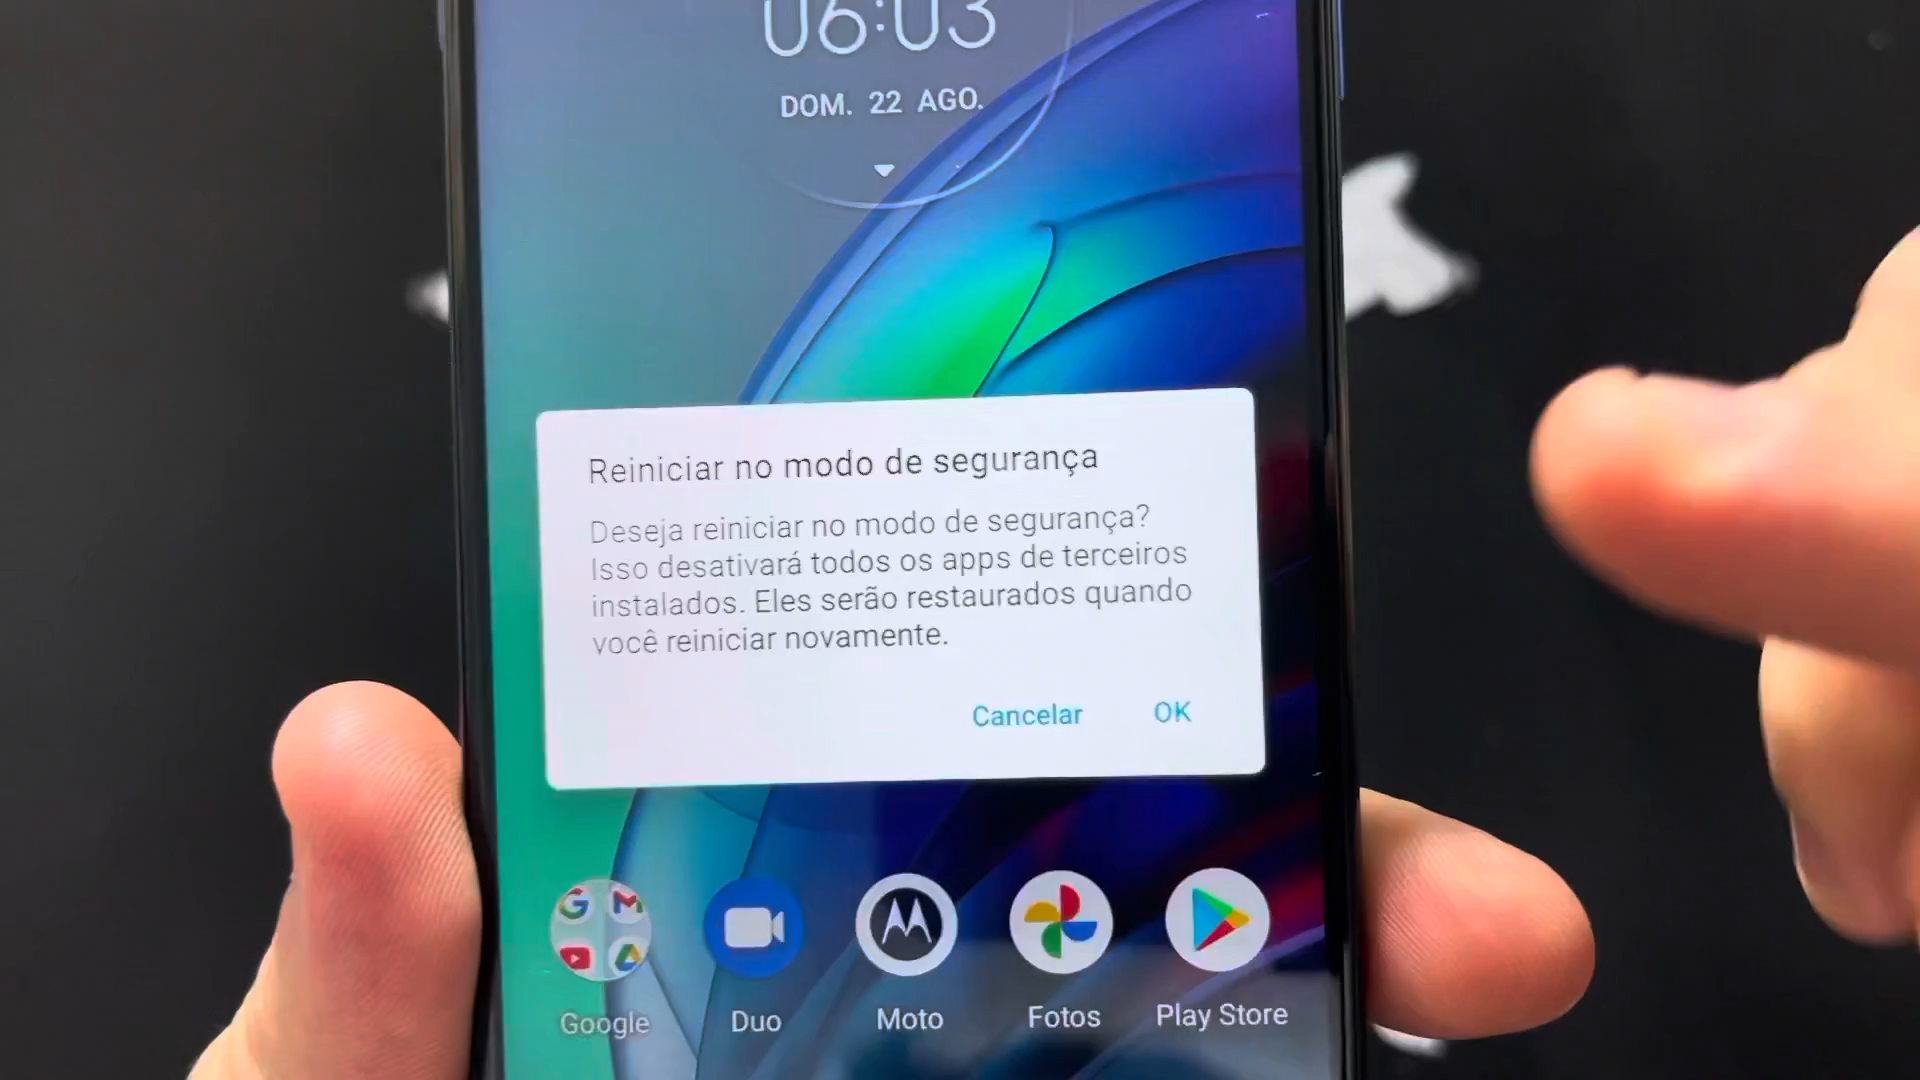 06:03
DOM. 22 AGO.
Reiniciar no modo de segurança
Deseja reiniciar no modo de segurança?
Isso desativará todos os apps de terceiros
instalados. Eles serão restaurados quando
você reiniciar novamente.
Cancelar OK
Google Duo Moto Fotos Play Store